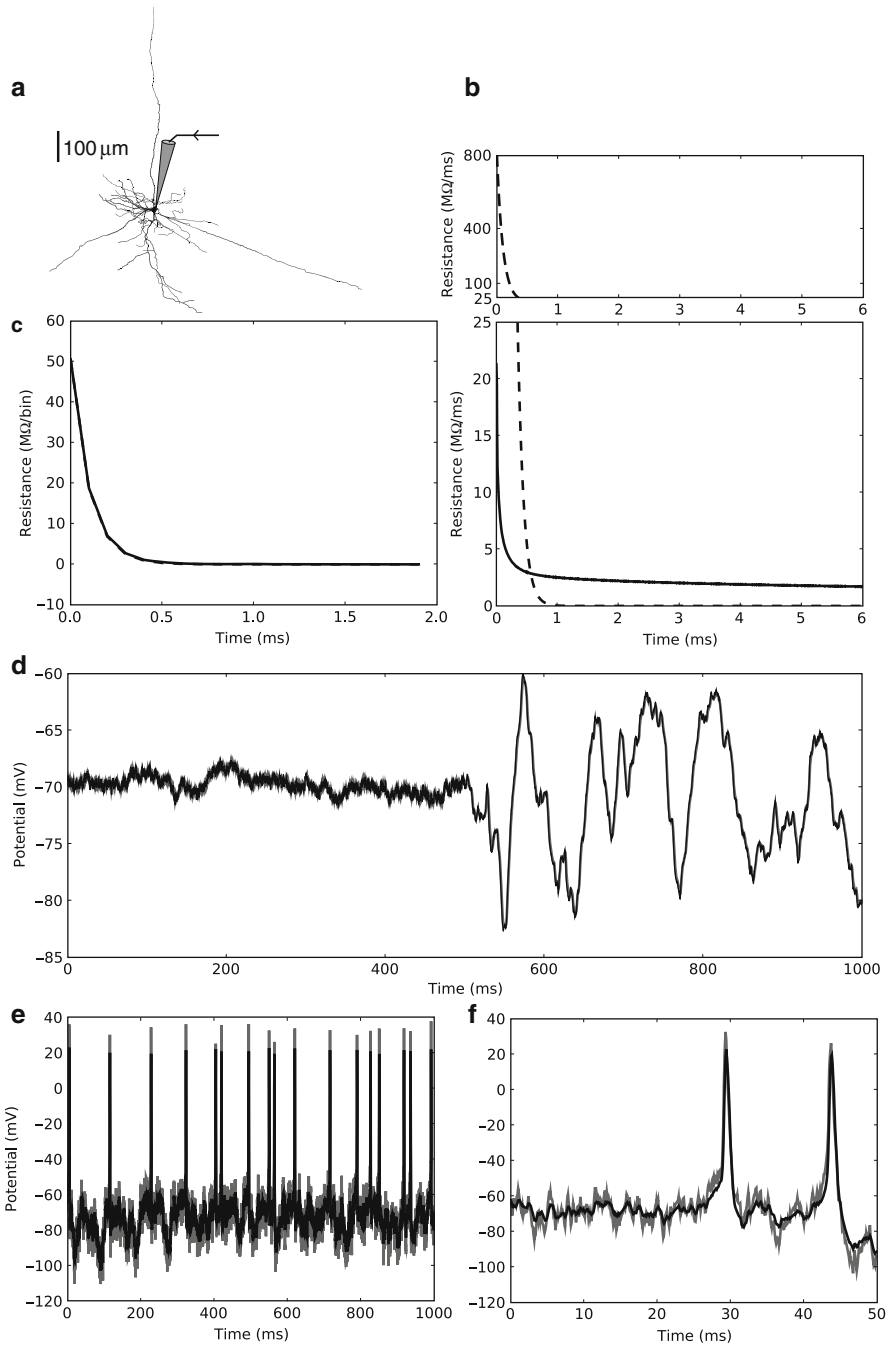 a
100 μm
b
800
400
100
25
0 1 2 3 4 5 6
Resistance (MΩ/ms)
c
60
50
40
30
20
10
0
−10
0.0 0.5 1.0 1.5 2.0
Resistance (MΩ/bin)
Time (ms)
25
20
15
10
5
0
0 1 2 3 4 5 6
Resistance (MΩ/ms)
Time (ms)
d
−60
−65
−70
−75
−80
−85
0 200 400 600 800 1000
Potential (mV)
Time (ms)
e
40
20
0
−20
−40
−60
−80
−100
−120
0 200 400 600 800 1000
Potential (mV)
Time (ms)
f
40
20
0
−20
−40
−60
−80
−100
−120
0 10 20 30 40 50
Time (ms)